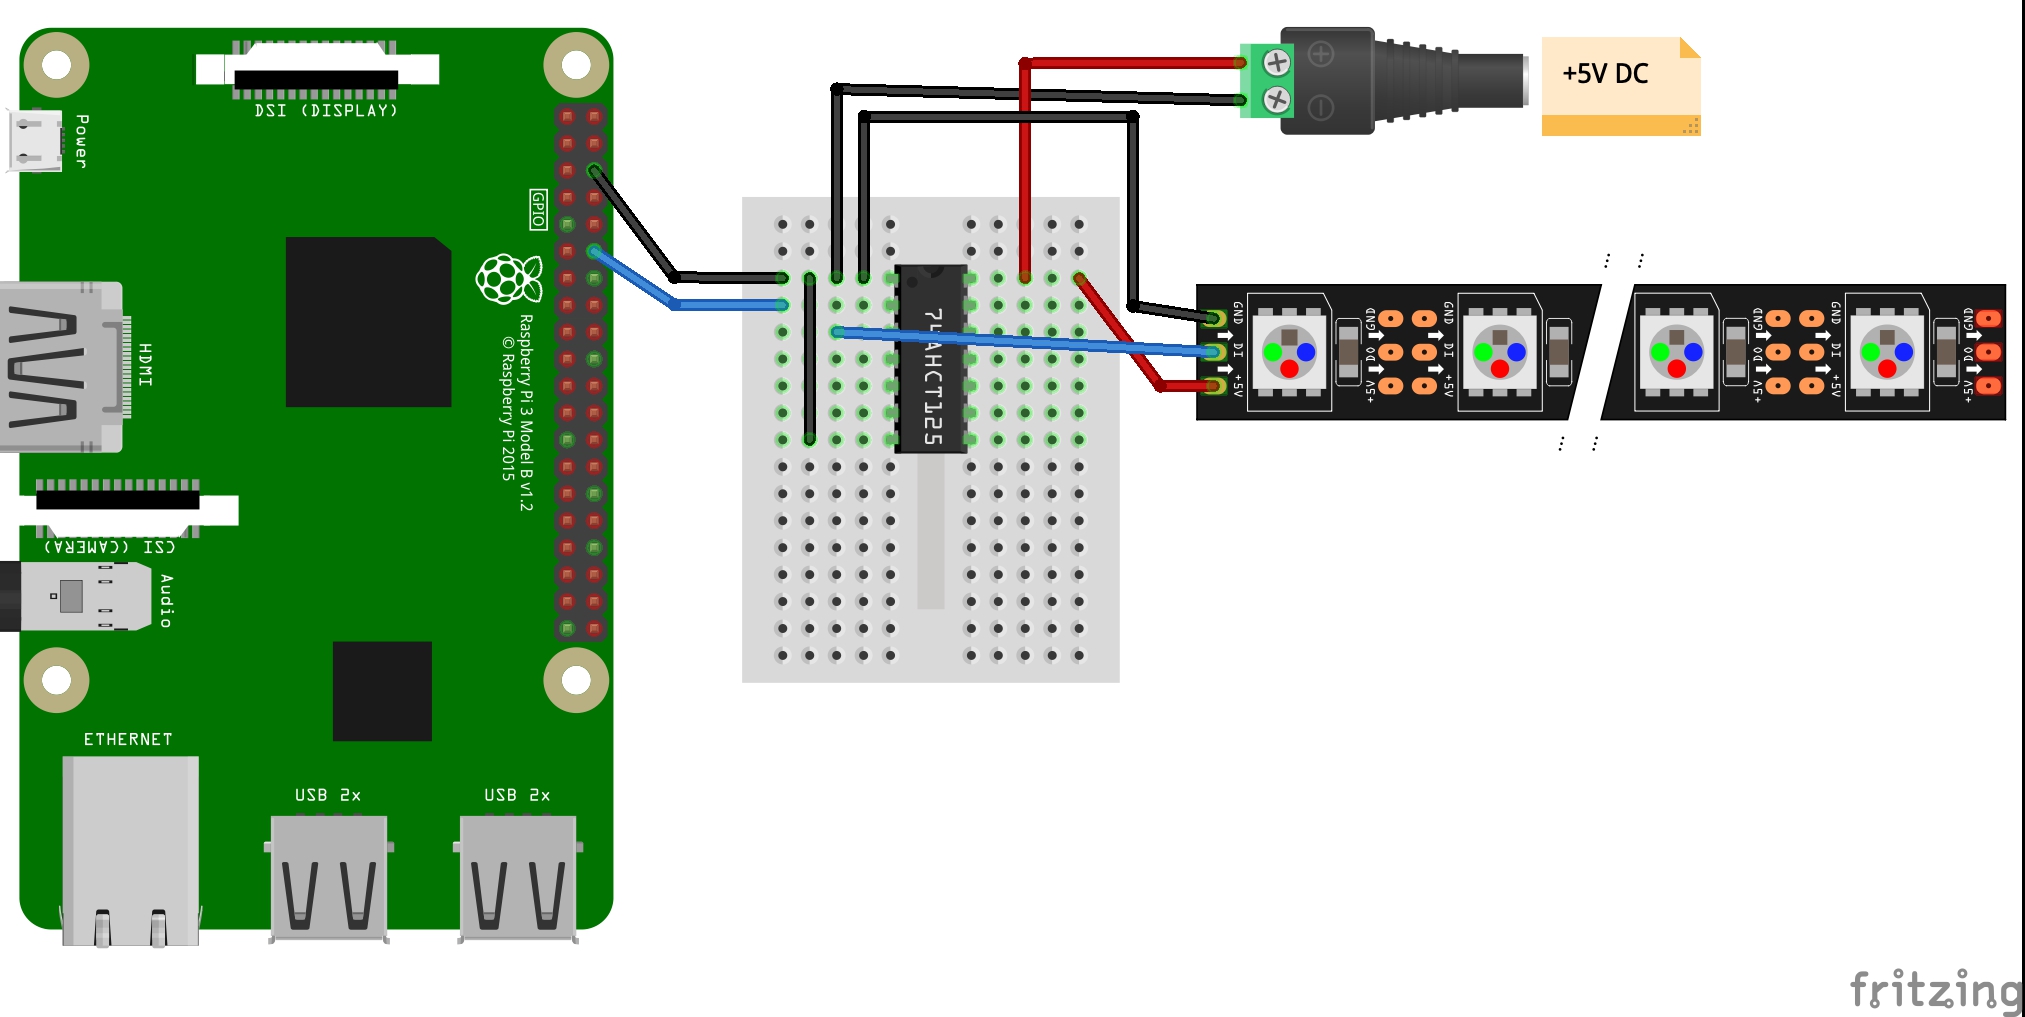 DSI (DISPLAY)
Power
GPIO
HDMI
Raspberry Pi 3 Model B v1.2
© Raspberry Pi 2015
CSI (CAMERA)
Audio
ETHERNET
USB 2x
USB 2x
74AHCT125
+5V DC
GND
DI
+5V
GND
DO
+5V
GND
DI
+5V
GND
DO
+5V
GND
DI
+5V
GND
DO
+5V
fritzing